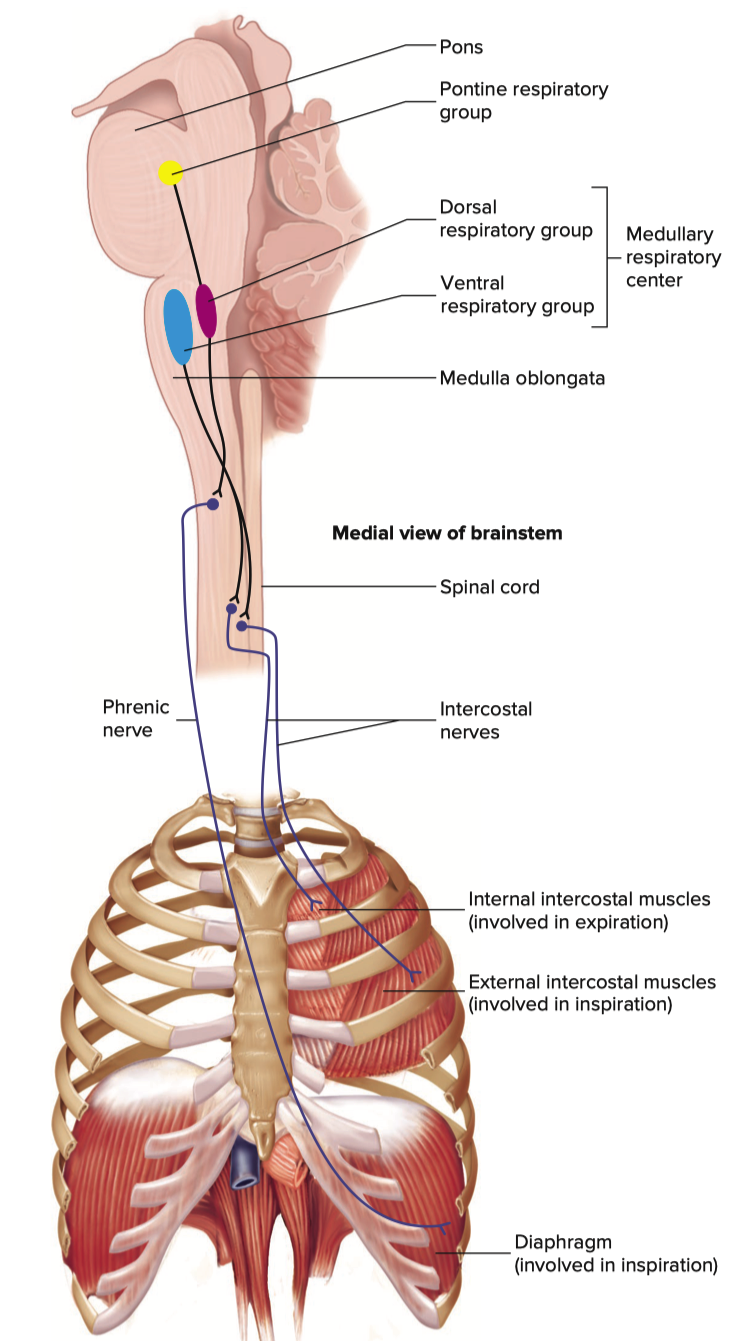 Pons
Pontine respiratory
group
Dorsal
respiratory group
Medullary
respiratory
center
Ventral
respiratory group
Medulla oblongata
Medial view of brainstem
Spinal cord
Phrenic
nerve
Intercostal
nerves
Internal intercostal muscles
(involved in expiration)
External intercostal muscles
(involved in inspiration)
Diaphragm
(involved in inspiration)